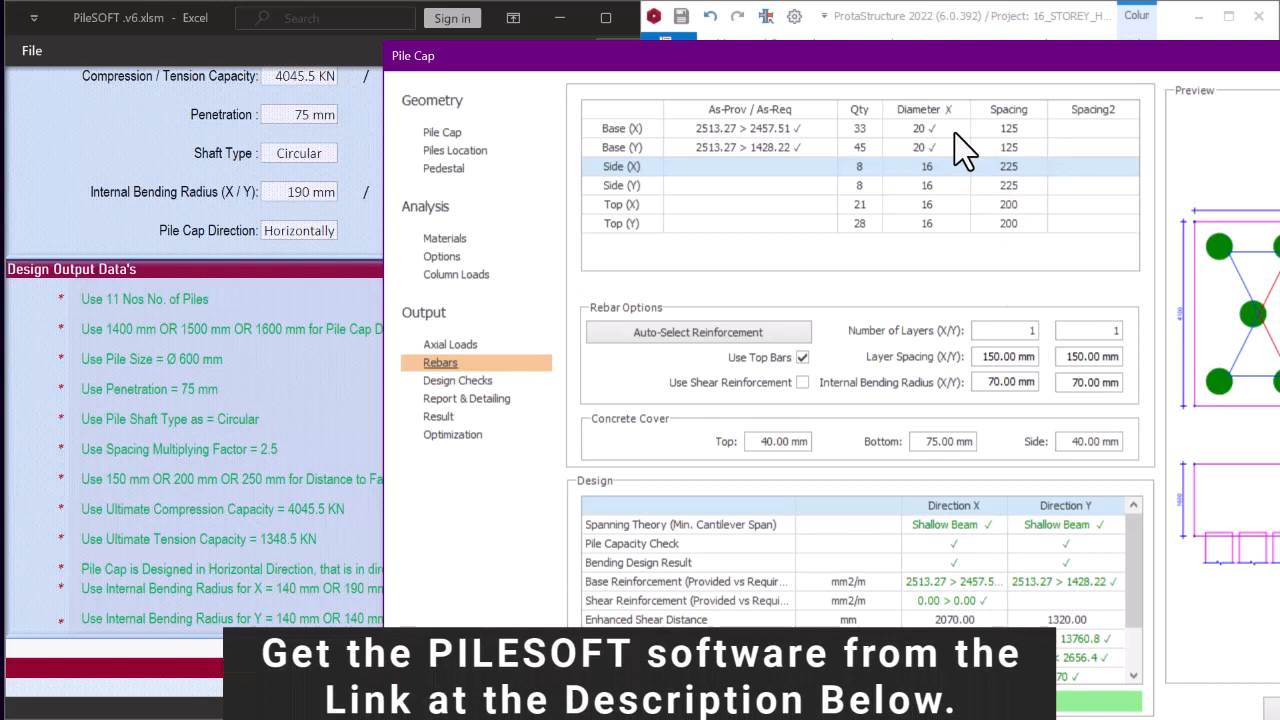 PileSOFT .v6.xlsm - Excel
Search
Sign in
ProtaStructure 2022 (6.0.392) / Project: 16_STOREY_H
Colur
File
Compression / Tension Capacity: 4045.5 KN /
Penetration : 75 mm
Shaft Type : Circular
Internal Bending Radius (X / Y): 190 mm /
Pile Cap Direction: Horizontally
Design Output Data's
* Use 11 Nos No. of Piles
* Use 1400 mm OR 1500 mm OR 1600 mm for Pile Cap D
* Use Pile Size = Ø 600 mm
* Use Penetration = 75 mm
* Use Pile Shaft Type as = Circular
* Use Spacing Multiplying Factor = 2.5
* Use 150 mm OR 200 mm OR 250 mm for Distance to Fa
* Use Ultimate Compression Capacity = 4045.5 KN
* Use Ultimate Tension Capacity = 1348.5 KN
* Pile Cap is Designed in Horizontal Direction, that is in dire
* Use Internal Bending Radius for X = 140 mm OR 190 mm
* Use Internal Bending Radius for Y = 140 mm OR 140 mm
Pile Cap
Geometry
Pile Cap
Piles Location
Pedestal
Analysis
Materials
Options
Column Loads
Output
Axial Loads
Rebars
Design Checks
Report & Detailing
Result
Optimization
As-Prov / As-Req Qty Diameter X Spacing Spacing2
Base (X) 2513.27 > 2457.51 ✓ 33 20 ✓ 125
Base (Y) 2513.27 > 1428.22 ✓ 45 20 ✓ 125
Side (X) 8 16 225
Side (Y) 8 16 225
Top (X) 21 16 200
Top (Y) 28 16 200
Rebar Options
Auto-Select Reinforcement
Number of Layers (X/Y): 1 1
Use Top Bars ✓ Layer Spacing (X/Y): 150.00 mm 150.00 mm
Use Shear Reinforcement Internal Bending Radius (X/Y): 70.00 mm 70.00 mm
Concrete Cover
Top: 40.00 mm Bottom: 75.00 mm Side: 40.00 mm
Design
Direction X Direction Y
Spanning Theory (Min. Cantilever Span) Shallow Beam ✓ Shallow Beam ✓
Pile Capacity Check ✓ ✓
Bending Design Result ✓ ✓
Base Reinforcement (Provided vs Requir... mm2/m 2513.27 > 2457.5... 2513.27 > 1428.22 ✓
Shear Reinforcement (Provided vs Requi... mm2/m 0.00 > 0.00 ✓
Enhanced Shear Distance mm 2070.00 1320.00
13760.8 ✓
< 2656.4 ✓
70 ✓
Preview
4100
1600
Get the PILESOFT software from the
Link at the Description Below.